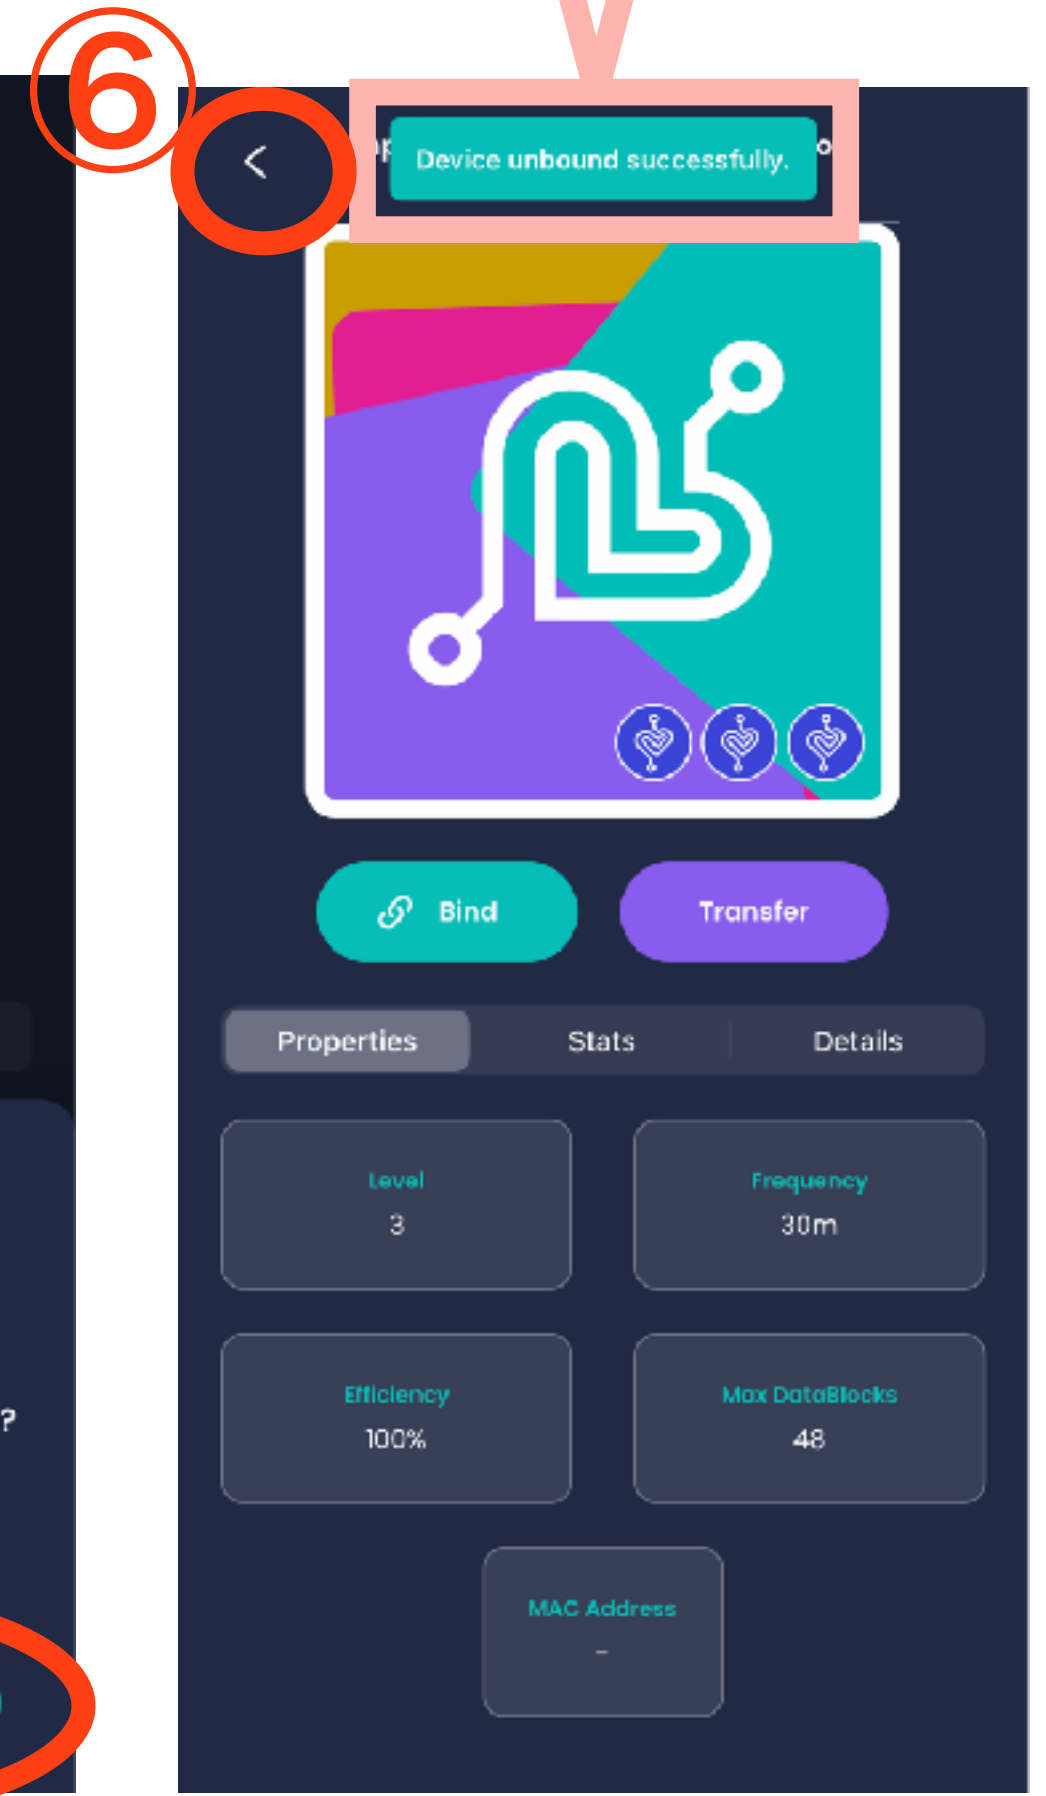 ⑥
Device unbound successfully.
Bind
Transfer
Properties
Stats
Details
Level
3
Frequency
30m
Efficiency
100%
Max DataBlocks
48
?
MAC Address
-